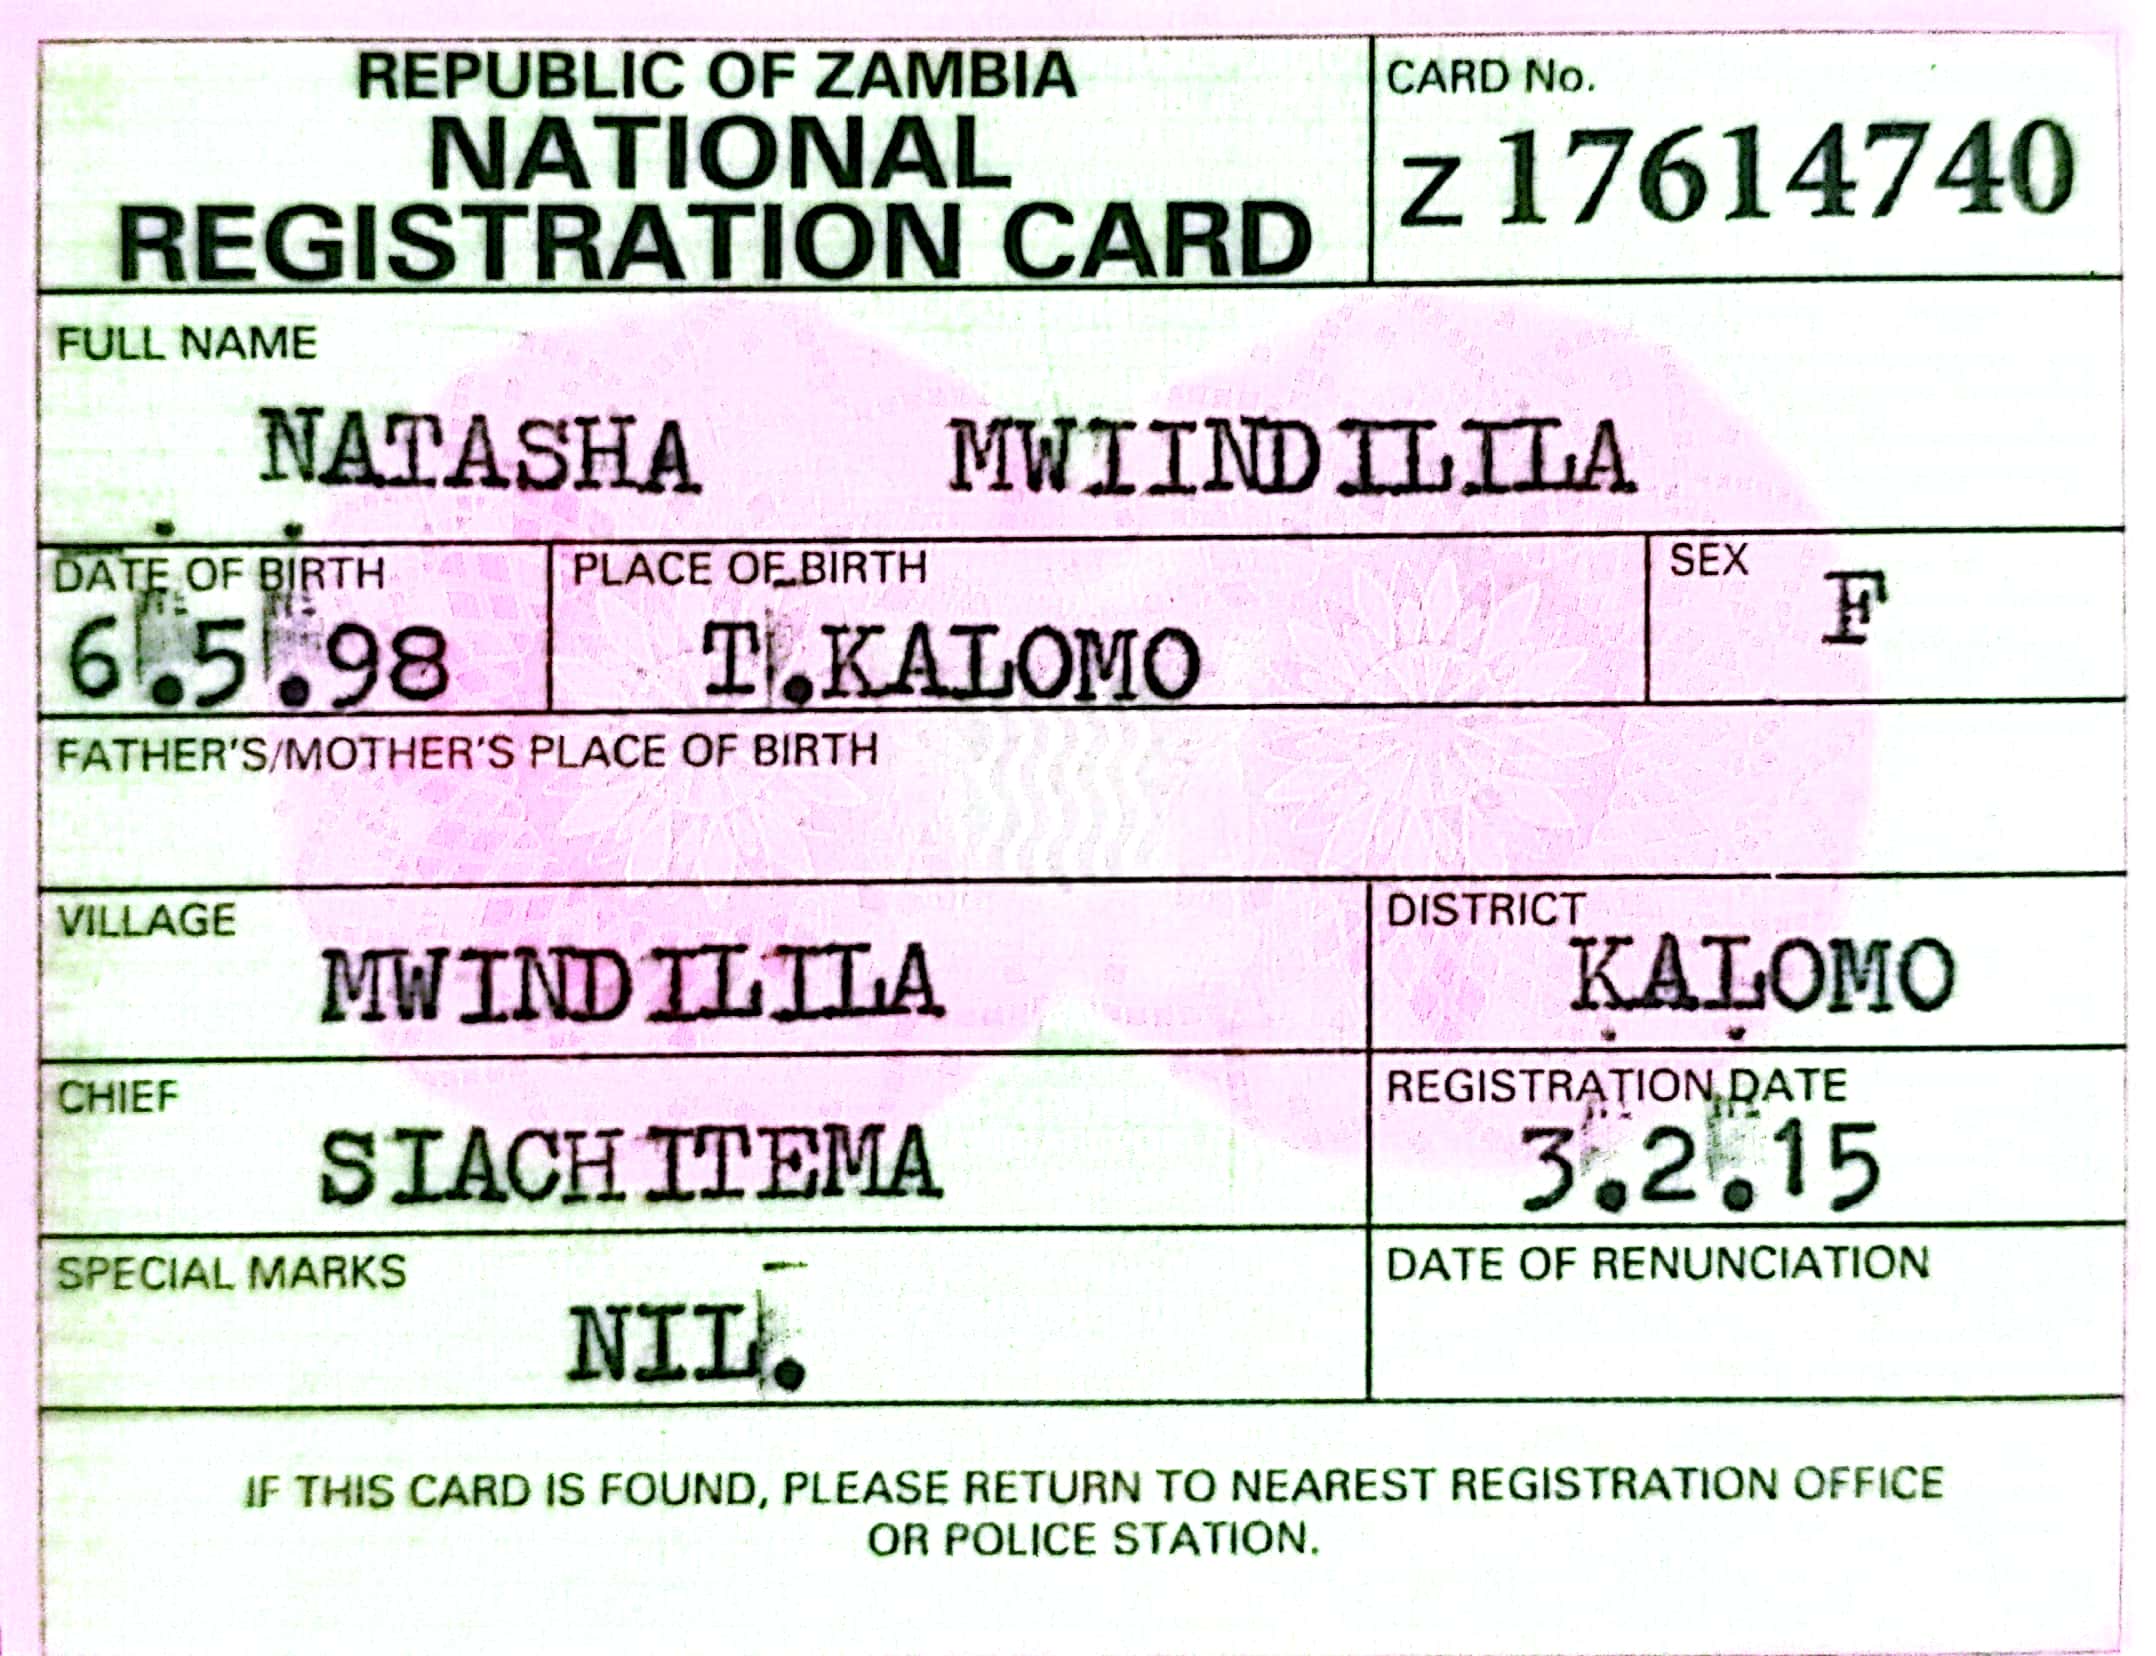 REPUBLIC OF ZAMBIA
NATIONAL
REGISTRATION CARD
CARD No.
Z 17614740
FULL NAME
NATASHA MWIINDILILA
DATE OF BIRTH
6.5.98
PLACE OF BIRTH
T.KALOMO
SEX
F
FATHER'S/MOTHER'S PLACE OF BIRTH
VILLAGE
MWINDILILA
DISTRICT
KALOMO
CHIEF
SIACHITEMA
REGISTRATION DATE
3.2.15
SPECIAL MARKS
NIL.
DATE OF RENUNCIATION
IF THIS CARD IS FOUND, PLEASE RETURN TO NEAREST REGISTRATION OFFICE
OR POLICE STATION.